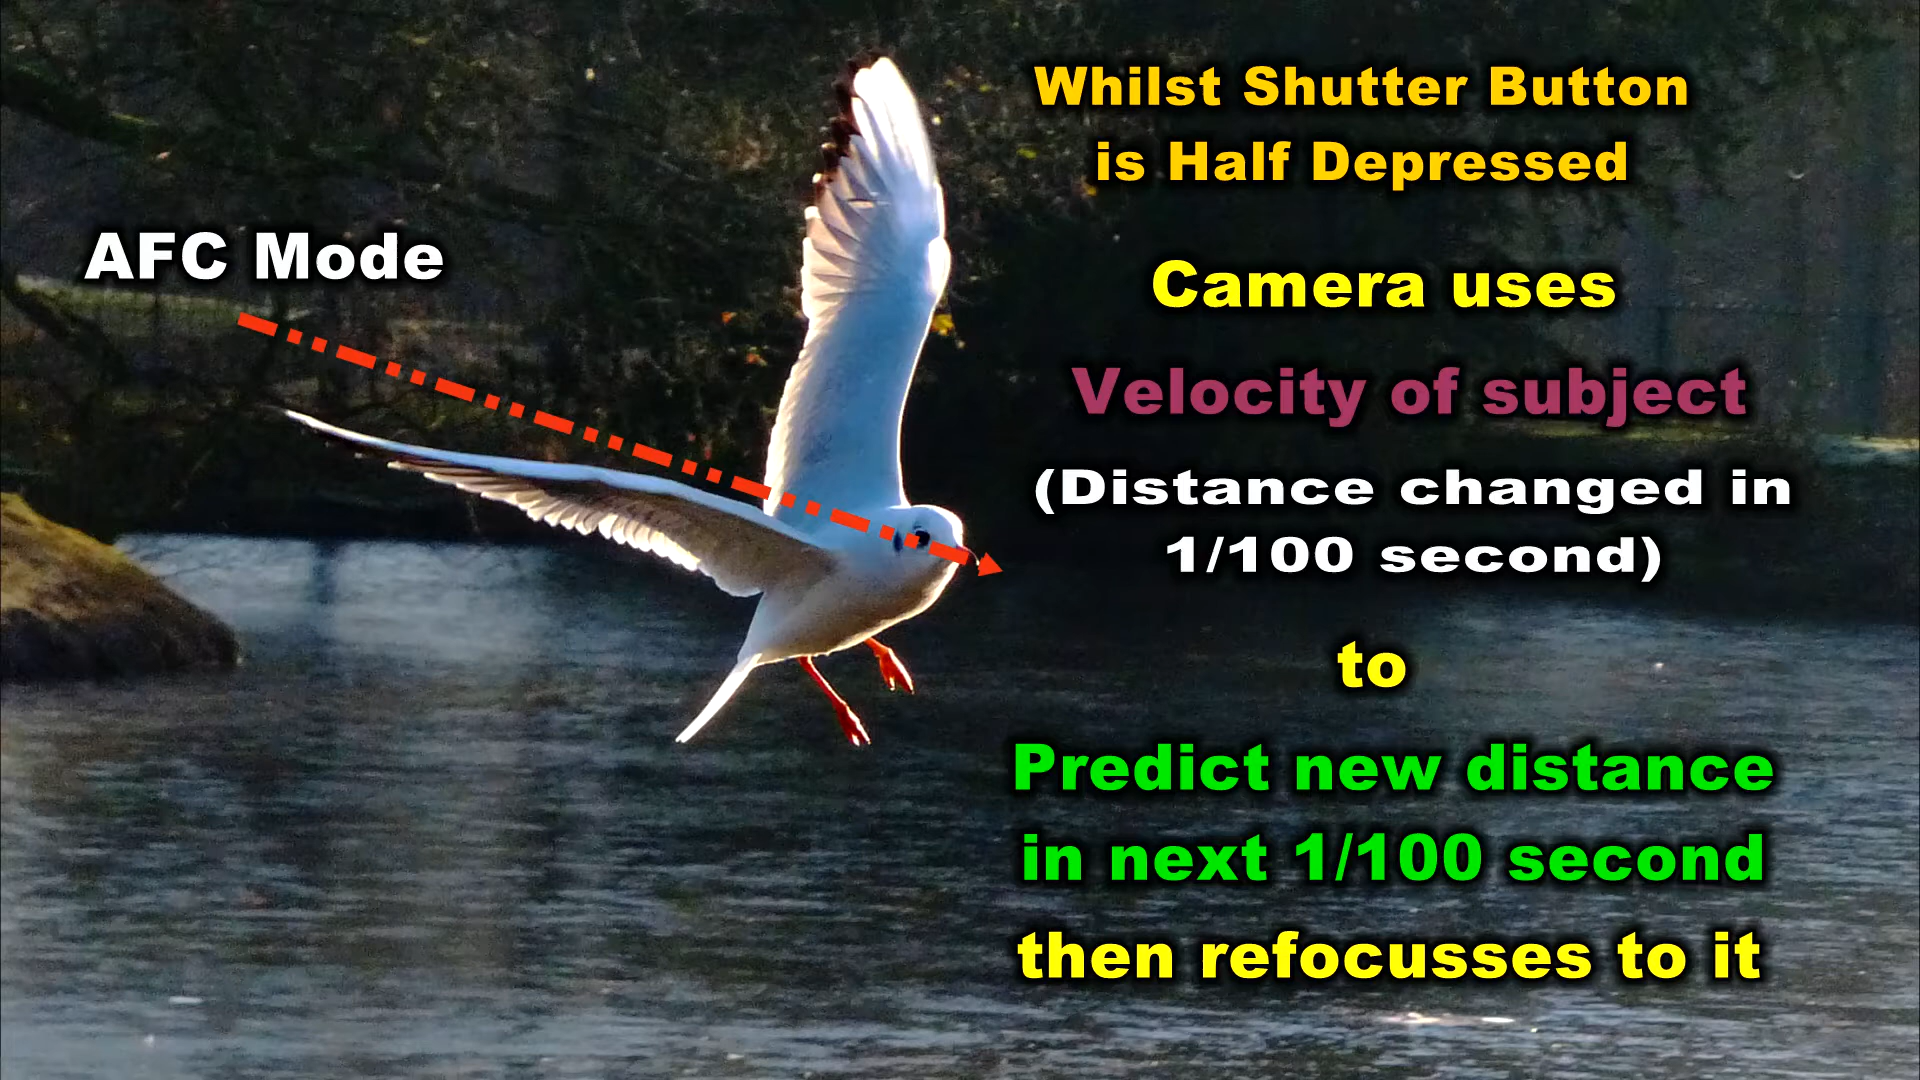 AFC Mode
Whilst Shutter Button
is Half Depressed
Camera uses
Velocity of subject
(Distance changed in
1/100 second)
to
Predict new distance
in next 1/100 second
then refocusses to it